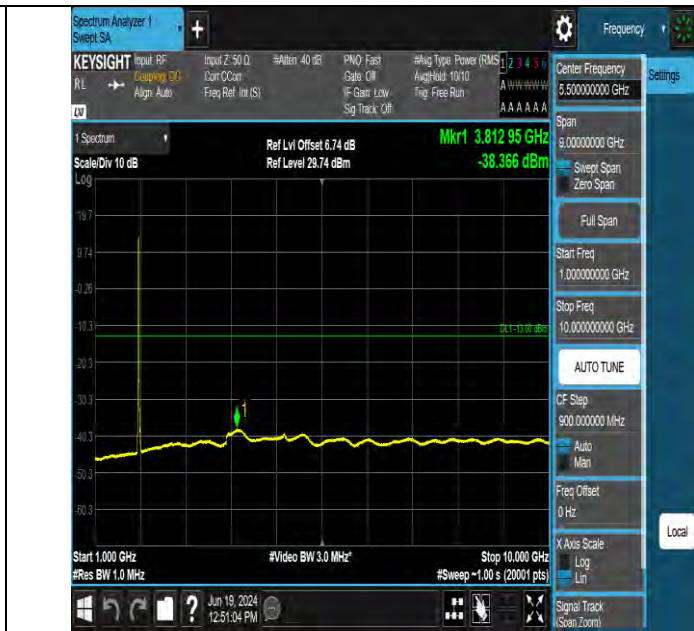 Spectrum Analyzer 1
Swept SA
+
Frequency
KEYSIGHT
RL
LXI
Input: RF
Coupling: DC
Align: Auto
Input Z: 50 Ω
Corr CCorr
Freq Ref: Int (S)
#Atten: 40 dB
PNO: Fast
Gate: Off
IF Gain: Low
Sig Track: Off
#Avg Type: Power (RMS
Avg|Hold: 10/10
Trig: Free Run
1 2 3 4 5 6
A W W W W W
A A A A A A
Center Frequency
5.500000000 GHz
Settings
1 Spectrum
Scale/Div 10 dB
Ref Lvl Offset 6.74 dB
Ref Level 29.74 dBm
Mkr1 3.812 95 GHz
-38.366 dBm
Log
19.7
9.74
-0.26
-10.3
-20.3
-30.3
-40.3
-50.3
-60.3
DL1 -13.00 dBm
1
Start 1.000 GHz
#Res BW 1.0 MHz
#Video BW 3.0 MHz*
Stop 10.000 GHz
#Sweep ~1.00 s (20001 pts)
Span
9.00000000 GHz
Swept Span
Zero Span
Full Span
Start Freq
1.000000000 GHz
Stop Freq
10.000000000 GHz
AUTO TUNE
CF Step
900.000000 MHz
Auto
Man
Freq Offset
0 Hz
X Axis Scale
Log
Lin
Signal Track
(Span Zoom)
Local
?
Jun 19, 2024
12:51:04 PM